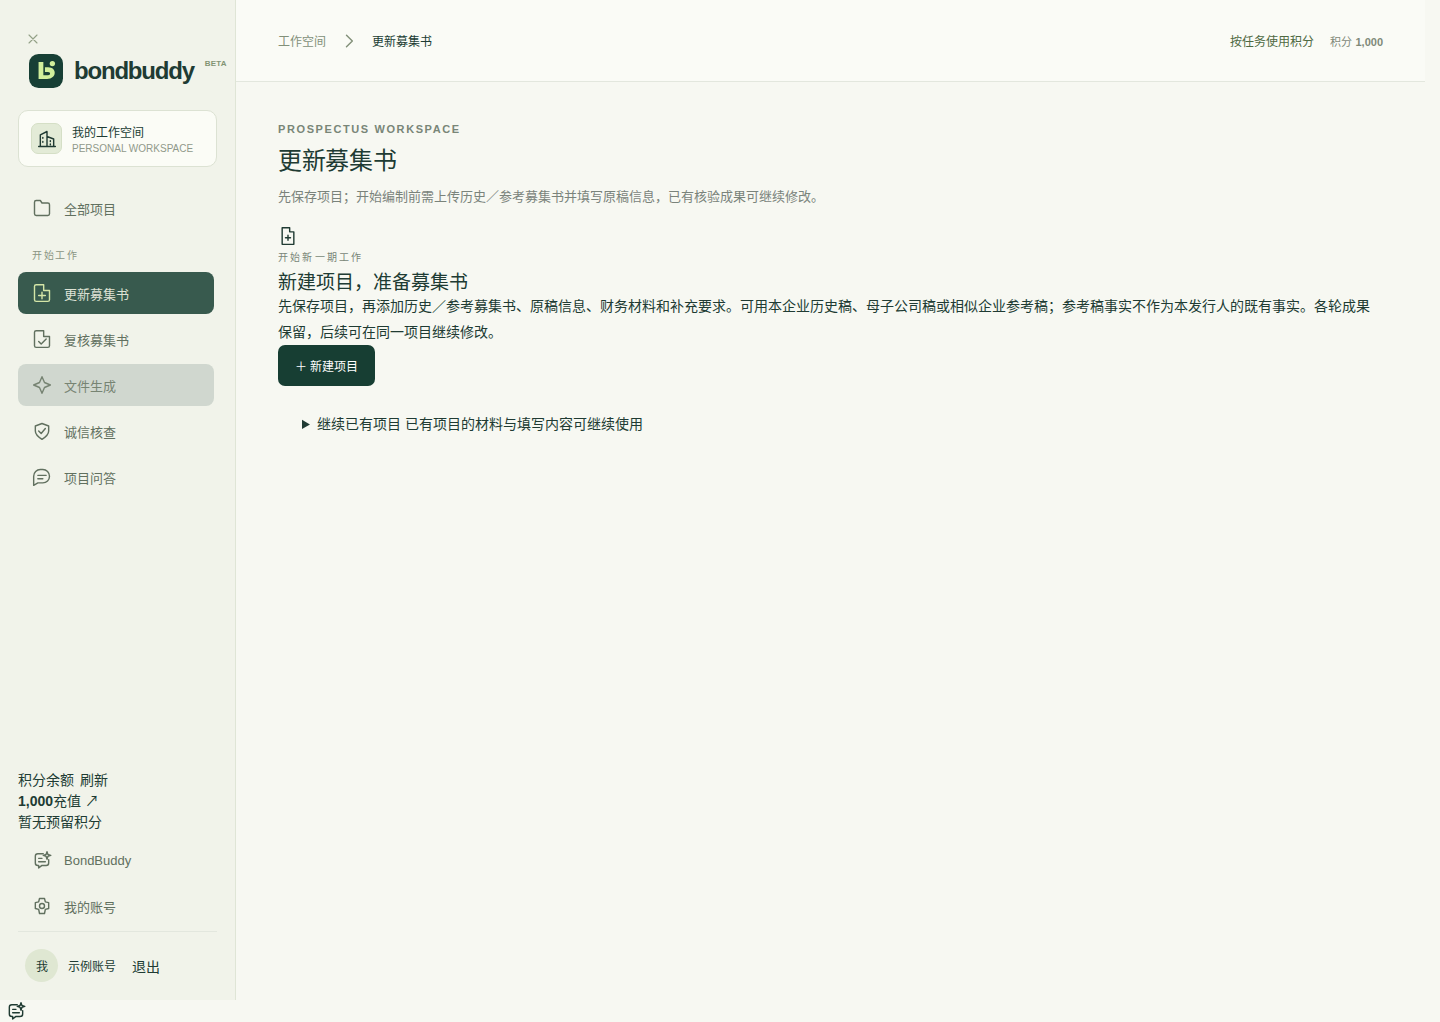 bondbuddy BETA
我的工作空间
PERSONAL WORKSPACE
全部项目
开始工作
更新募集书
复核募集书
文件生成
诚信核查
项目问答
积分余额 刷新
1,000充值 ↗
暂无预留积分
BondBuddy
我的账号
我 示例账号 退出
工作空间 更新募集书
按任务使用积分 积分 1,000
PROSPECTUS WORKSPACE
更新募集书
先保存项目；开始编制前需上传历史／参考募集书并填写原稿信息，已有核验成果可继续修改。
开始新一期工作
新建项目，准备募集书
先保存项目，再添加历史／参考募集书、原稿信息、财务材料和补充要求。可用本企业历史稿、母子公司稿或相似企业参考稿；参考稿事实不作为本发行人的既有事实。各轮成果
保留，后续可在同一项目继续修改。
＋ 新建项目
▶ 继续已有项目 已有项目的材料与填写内容可继续使用